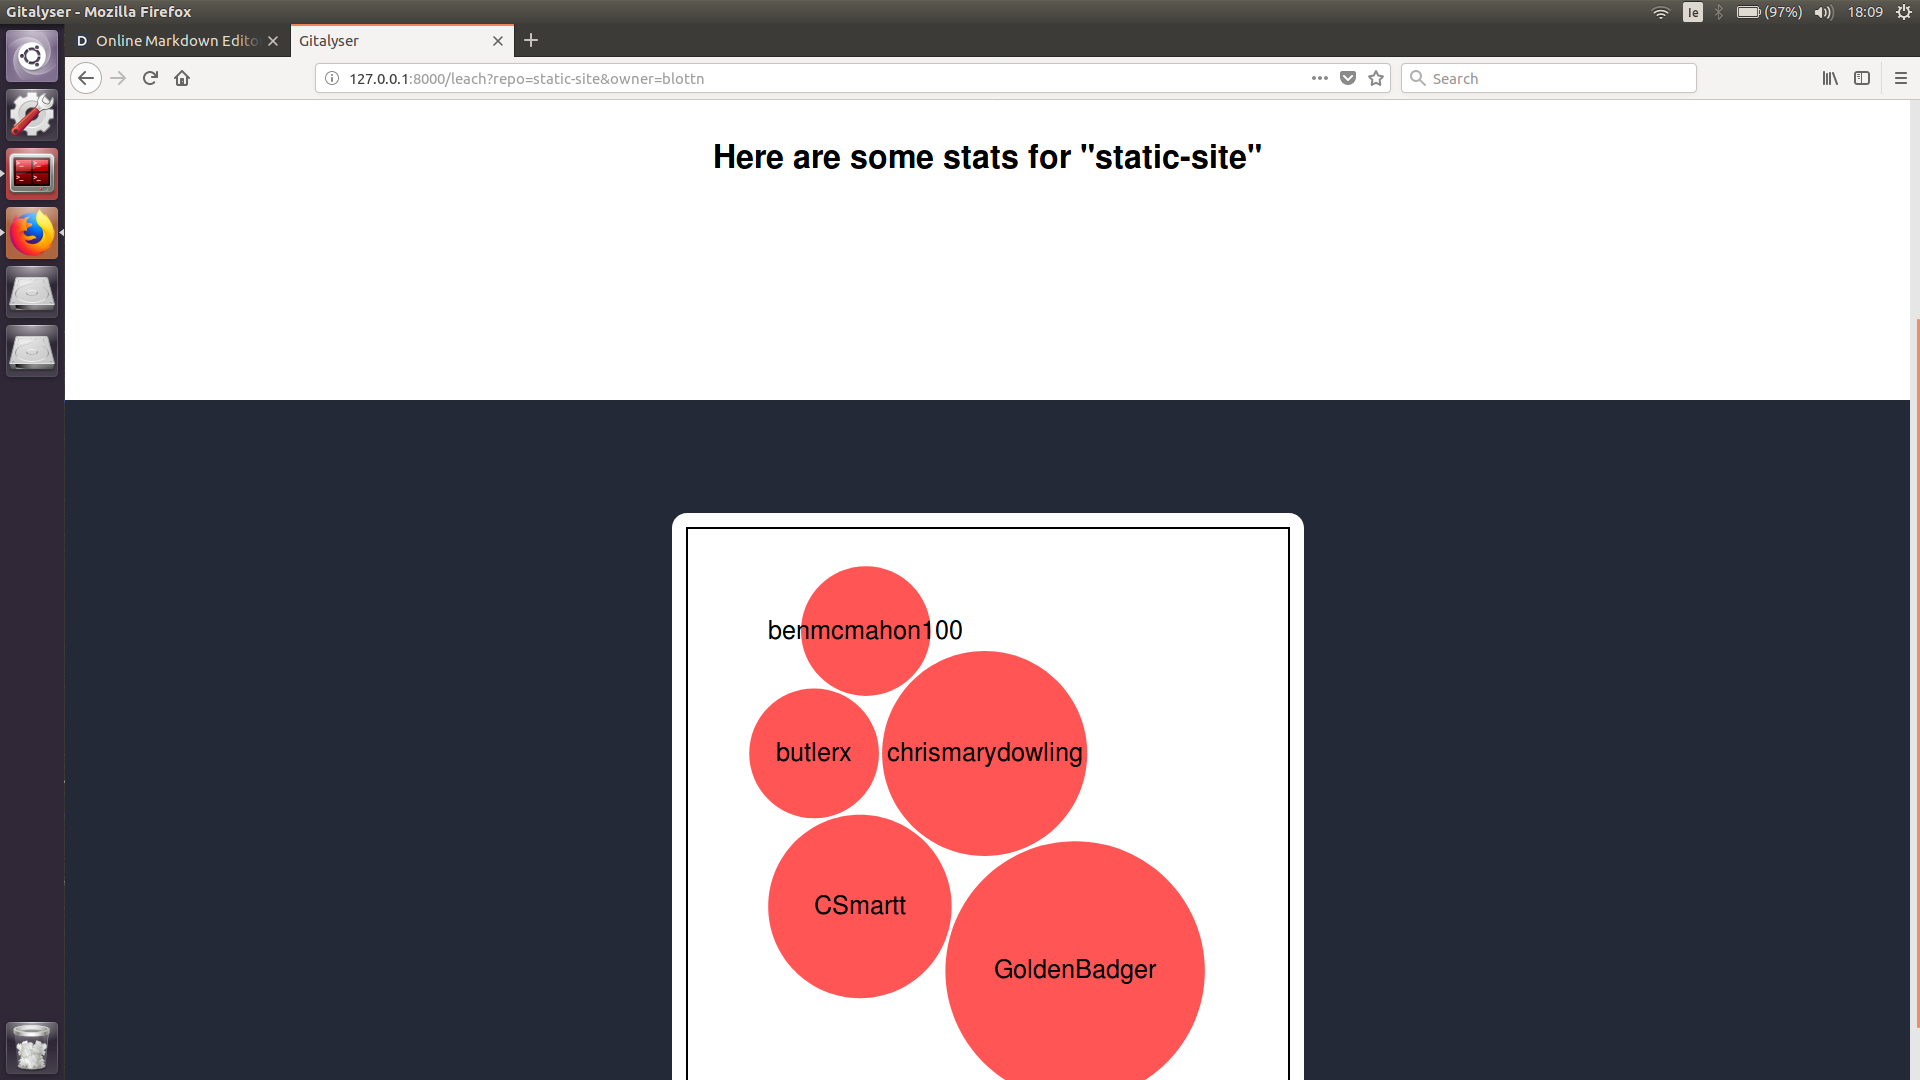 Gitalyser - Mozilla Firefox
Ie
(97%)
18:09
D Online Markdown Edito
Gitalyser
127.0.0.1:8000/leach?repo=static-site&owner=blottn
Search
Here are some stats for "static-site"
benmcmahon100
butlerx
chrismarydowling
CSmartt
GoldenBadger